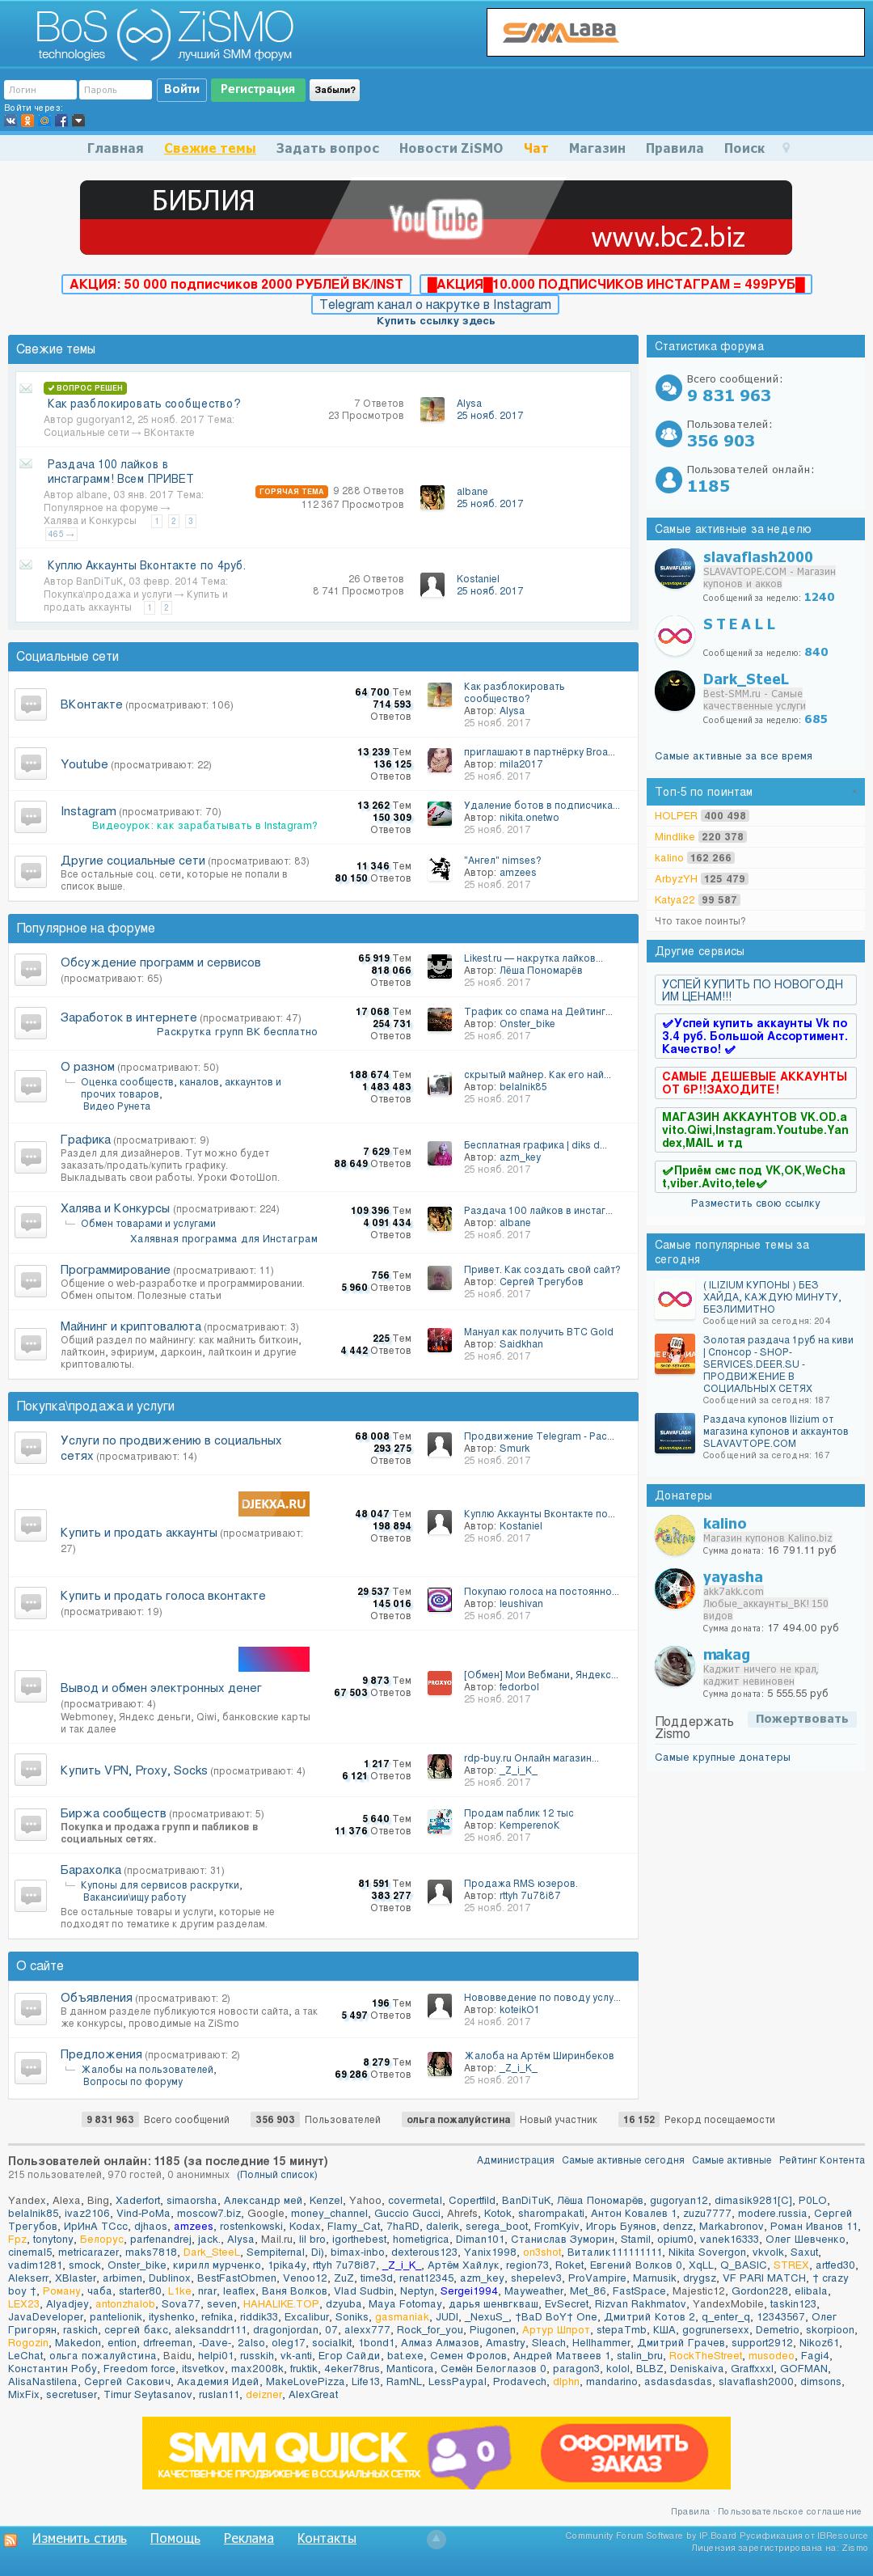 BoS ZiSMO
technologies лучший SMM форум
SMMLABA
Логин Пароль Войти Регистрация Забыли?
Войти через:
Главная Свежие темы Задать вопрос Новости ZiSMO Чат Магазин Правила Поиск
БИБЛИЯ YouTube www.bc2.biz
АКЦИЯ: 50 000 подписчиков 2000 РУБЛЕЙ ВК/INST █АКЦИЯ█10.000 ПОДПИСЧИКОВ ИНСТАГРАМ = 499РУБ█
Telegram канал о накрутке в Instagram
Купить ссылку здесь
Свежие темы
ВОПРОС РЕШЕН
Как разблокировать сообщество?
Автор gugoryan12, 25 нояб. 2017 Тема:
Социальные сети → ВКонтакте
7 Ответов
23 Просмотров
Alysa
25 нояб. 2017
Раздача 100 лайков в
инстаграмм! Всем ПРИВЕТ
Автор albane, 03 янв. 2017 Тема:
Популярное на форуме →
Халява и Конкурсы 1 2 3
465 →
ГОРЯЧАЯ ТЕМА 9 288 Ответов
112 367 Просмотров
albane
25 нояб. 2017
Куплю Аккаунты Вконтакте по 4руб.
Автор BanDiTuK, 03 февр. 2014 Тема:
Покупка\продажа и услуги → Купить и
продать аккаунты 1 2
26 Ответов
8 741 Просмотров
Kostaniel
25 нояб. 2017
Социальные сети
ВКонтакте (просматривают: 106)
64 700 Тем
714 593
Ответов
Как разблокировать
сообщество?
Автор: Alysa
25 нояб. 2017
Youtube (просматривают: 22)
13 239 Тем
136 125
Ответов
приглашают в партнёрку Broa...
Автор: mila2017
25 нояб. 2017
Instagram (просматривают: 70)
Видеоурок: как зарабатывать в Instagram?
13 262 Тем
150 309
Ответов
Удаление ботов в подписчика...
Автор: nikita.onetwo
25 нояб. 2017
Другие социальные сети (просматривают: 83)
Все остальные соц. сети, которые не попали в
список выше.
11 346 Тем
80 150 Ответов
"Ангел" nimses?
Автор: amzees
25 нояб. 2017
Популярное на форуме
Обсуждение программ и сервисов
(просматривают: 65)
65 919 Тем
818 066
Ответов
Likest.ru — накрутка лайков...
Автор: Лёша Пономарёв
25 нояб. 2017
Заработок в интернете (просматривают: 47)
Раскрутка групп ВК бесплатно
17 068 Тем
254 731
Ответов
Трафик со спама на Дейтинг...
Автор: Onster_bike
25 нояб. 2017
О разном (просматривают: 50)
Оценка сообществ, каналов, аккаунтов и
прочих товаров,
Видео Рунета
188 674 Тем
1 483 483
Ответов
скрытый майнер. Как его най...
Автор: belalnik85
25 нояб. 2017
Графика (просматривают: 9)
Раздел для дизайнеров. Тут можно будет
заказать/продать/купить графику.
Выкладывать свои работы. Уроки ФотоШоп.
7 629 Тем
88 649 Ответов
Бесплатная графика | diks d...
Автор: azm_key
25 нояб. 2017
Халява и Конкурсы (просматривают: 224)
Обмен товарами и услугами
Халявная программа для Инстаграм
109 396 Тем
4 091 434
Ответов
Раздача 100 лайков в инстаг...
Автор: albane
25 нояб. 2017
Программирование (просматривают: 11)
Общение о web-разработке и программировании.
Обмен опытом. Полезные статьи
756 Тем
5 960 Ответов
Привет. Как создать свой сайт?
Автор: Сергей Трегубов
25 нояб. 2017
Майнинг и криптовалюта (просматривают: 3)
Общий раздел по майнингу: как майнить биткоин,
лайткоин, эфириум, даркоин, лайткоин и другие
криптовалюты.
225 Тем
4 442 Ответов
Мануал как получить BTC Gold
Автор: Saidkhan
25 нояб. 2017
Покупка\продажа и услуги
Услуги по продвижению в социальных
сетях (просматривают: 14)
68 008 Тем
293 275
Ответов
Продвижение Telegram - Рас...
Автор: Smurk
25 нояб. 2017
DJEKXA.RU
Купить и продать аккаунты (просматривают:
27)
48 047 Тем
198 894
Ответов
Куплю Аккаунты Вконтакте по...
Автор: Kostaniel
25 нояб. 2017
Купить и продать голоса вконтакте
(просматривают: 19)
29 537 Тем
145 016
Ответов
Покупаю голоса на постоянно...
Автор: leushivan
25 нояб. 2017
Вывод и обмен электронных денег
(просматривают: 4)
Webmoney, Яндекс деньги, Qiwi, банковские карты
и так далее
9 873 Тем
67 503 Ответов
[Обмен] Мои Вебмани, Яндекс...
Автор: fedorbol
25 нояб. 2017
Купить VPN, Proxy, Socks (просматривают: 4)
1 217 Тем
6 121 Ответов
rdp-buy.ru Онлайн магазин...
Автор: _Z_i_K_
25 нояб. 2017
Биржа сообществ (просматривают: 5)
Покупка и продажа групп и пабликов в
социальных сетях.
5 640 Тем
11 376 Ответов
Продам паблик 12 тыс
Автор: KemperenoK
25 нояб. 2017
Барахолка (просматривают: 31)
Купоны для сервисов раскрутки,
Вакансии\ищу работу
Все остальные товары и услуги, которые не
подходят по тематике к другим разделам.
81 591 Тем
383 277
Ответов
Продажа RMS юзеров.
Автор: rttyh 7u78i87
25 нояб. 2017
О сайте
Объявления (просматривают: 2)
В данном разделе публикуются новости сайта, а так
же конкурсы, проводимые на ZiSmo
196 Тем
5 497 Ответов
Нововведение по поводу услу...
Автор: koteikO1
24 нояб. 2017
Предложения (просматривают: 2)
Жалобы на пользователей,
Вопросы по форуму
8 279 Тем
69 286 Ответов
Жалоба на Артём Ширинбеков
Автор: _Z_i_K_
25 нояб. 2017
Статистика форума
Всего сообщений:
9 831 963
Пользователей:
356 903
Пользователей онлайн:
1185
Самые активные за неделю
slavaflash2000
SLAVAVTOPE.COM - Магазин
купонов и акков
Сообщений за неделю: 1240
S T E A L L
Сообщений за неделю: 840
Dark_SteeL
Best-SMM.ru - Самые
качественные услуги
Сообщений за неделю: 685
Самые активные за все время
Топ-5 по поинтам
HOLPER 400 498
Mindlike 220 378
kalino 162 266
ArbyzYH 125 479
Katya22 99 587
Что такое поинты?
Другие сервисы
УСПЕЙ КУПИТЬ ПО НОВОГОДН
ИМ ЦЕНАМ!!!
✔Успей купить аккаунты Vk по
3.4 руб. Большой Ассортимент.
Качество! ✔
САМЫЕ ДЕШЕВЫЕ АККАУНТЫ
ОТ 6Р!!ЗАХОДИТЕ!
МАГАЗИН АККАУНТОВ VK.OD.a
vito.Qiwi,Instagram.Youtube.Yan
dex,MAIL и тд
✔Приём смс под VK,OK,WeCha
t,viber.Avito,tele✔
Разместить свою ссылку
Самые популярные темы за
сегодня
( ILIZIUM КУПОНЫ ) БЕЗ
ХАЙДА, КАЖДУЮ МИНУТУ,
БЕЗЛИМИТНО
Сообщений за сегодня: 204
Золотая раздача 1руб на киви
| Спонсор - SHOP-
SERVICES.DEER.SU -
ПРОДВИЖЕНИЕ В
СОЦИАЛЬНЫХ СЕТЯХ
Сообщений за сегодня: 187
Раздача купонов Ilizium от
магазина купонов и аккаунтов
SLAVAVTOPE.COM
Сообщений за сегодня: 167
Донатеры
kalino
Магазин купонов Kalino.biz
Сумма доната: 16 791.11 руб
yayasha
akk7akk.com
Любые_аккаунты_ВК! 150
видов
Сумма доната: 17 494.00 руб
makag
Каджит ничего не крал,
каджит невиновен
Сумма доната: 5 555.55 руб
Поддержать
Zismo
Пожертвовать
Самые крупные донатеры
9 831 963 Всего сообщений 356 903 Пользователей ольга пожалуйстина Новый участник 16 152 Рекорд посещаемости
Пользователей онлайн: 1185 (за последние 15 минут)
Администрация Самые активные сегодня Самые активные Рейтинг Контента
215 пользователей, 970 гостей, 0 анонимных (Полный список)
Yandex, Alexa, Bing, Xaderfort, simaorsha, Александр мей, Kenzel, Yahoo, covermetal, Copertfild, BanDiTuK, Лёша Пономарёв, gugoryan12, dimasik9281[C], P0LO,
belalnik85, ivaz2106, Vind-PoMa, moscow7.biz, Google, money_channel, Guccio Gucci, Ahrefs, Kotok, sharompakati, Антон Ковалев 1, zuzu7777, modere.russia, Сергей
Трегубов, ИрИнА ТСсс, djhaos, amzees, rostenkowski, Kodax, Flamy_Cat, 7haRD, dalerik, serega_boot, FromKyiv, Игорь Буянов, denzz, Markabronov, Роман Иванов 11,
Fpz, tonytony, Белорус, parfenandrej, jack., Alysa, Mail.ru, lil bro, igorthebest, hometigrica, Diman101, Станислав Зуморин, Stamil, opium0, vanek16333, Олег Шевченко,
cinemal5, metricarazer, maks7818, Dark_SteeL, Sempiternal, Di), bimax-inbo, dexterous123, Yanix1998, on3shot, Виталик111111111, Nikita Sovergon, vkvolk, Saxut,
vadim1281, smock, Onster_bike, кирилл мурченко, 1pika4y, rttyh 7u78i87, _Z_i_K_, Артём Хайлук, region73, Roket, Евгений Волков 0, XqLL, Q_BASIC, STREX, artfed30,
Alekserr, XBlaster, arbimen, Dublinox, BestFastObmen, Venoo12, ZuZ, time3d, renat12345, azm_key, shepelev3, ProVampire, Marnusik, drygsz, VF PARI MATCH, † crazy
boy †, Роману, чаба, starter80, L1ke, nrar, leaflex, Ваня Волков, Vlad Sudbin, Neptyn, Sergei1994, Mayweather, Met_86, FastSpace, Majestic12, Gordon228, elibala,
LEX23, Alyadjey, antonzhalob, Sova77, seven, HAHALIKE.TOP, dzyuba, Maya Fotomay, дарья шенвгкваш, EvSecret, Rizvan Rakhmatov, YandexMobile, taskin123,
JavaDeveloper, pantelionik, ityshenko, refnika, riddik33, Excalibur, Soniks, gasmaniak, JUDI, _NexuS_, †BaD BoY† One, Дмитрий Котов 2, q_enter_q, 12343567, Олег
Григорян, raskich, сергей бакс, aleksanddr111, dragonjordan, 07, alexx777, Rock_for_you, Piugonen, Артур Шпрот, stepaTmb, КША, gogrunersexx, Demetrio, skorpioon,
Rogozin, Makedon, ention, drfreeman, -Dave-, 2also, oleg17, socialkit, 1bond1, Алмаз Алмазов, Amastry, Sleach, Hellhammer, Дмитрий Грачев, support2912, Nikoz61,
LeChat, ольга пожалуйстина, Baidu, helpi01, russkih, vk-anti, Егор Сайди, bat.exe, Семен Фролов, Андрей Матвеев 1, stalin_bru, RockTheStreet, musodeo, Fagi4,
Константин Робу, Freedom force, itsvetkov, max2008k, fruktik, 4eker78rus, Manticora, Семён Белоглазов 0, paragon3, kolol, BLBZ, Deniskaiva, Graffxxxl, GOFMAN,
AlisaNastilena, Сергей Сакович, Академия Идей, MakeLovePizza, Life13, RamNL, LessPaypal, Prodavech, dlphn, mandarino, asdasdasdas, slavaflash2000, dimsons,
MixFix, secretuser, Timur Seytasanov, ruslan11, deizner, AlexGreat
SMM QUICK
КАЧЕСТВЕННОЕ ПРОДВИЖЕНИЕ В СОЦИАЛЬНЫХ СЕТЯХ
ОФОРМИТЬ
ЗАКАЗ
Правила · Пользовательское соглашение
Изменить стиль Помощь Реклама Контакты
Community Forum Software by IP.Board Русификация от IBResource
Лицензия зарегистрирована на: Zismo